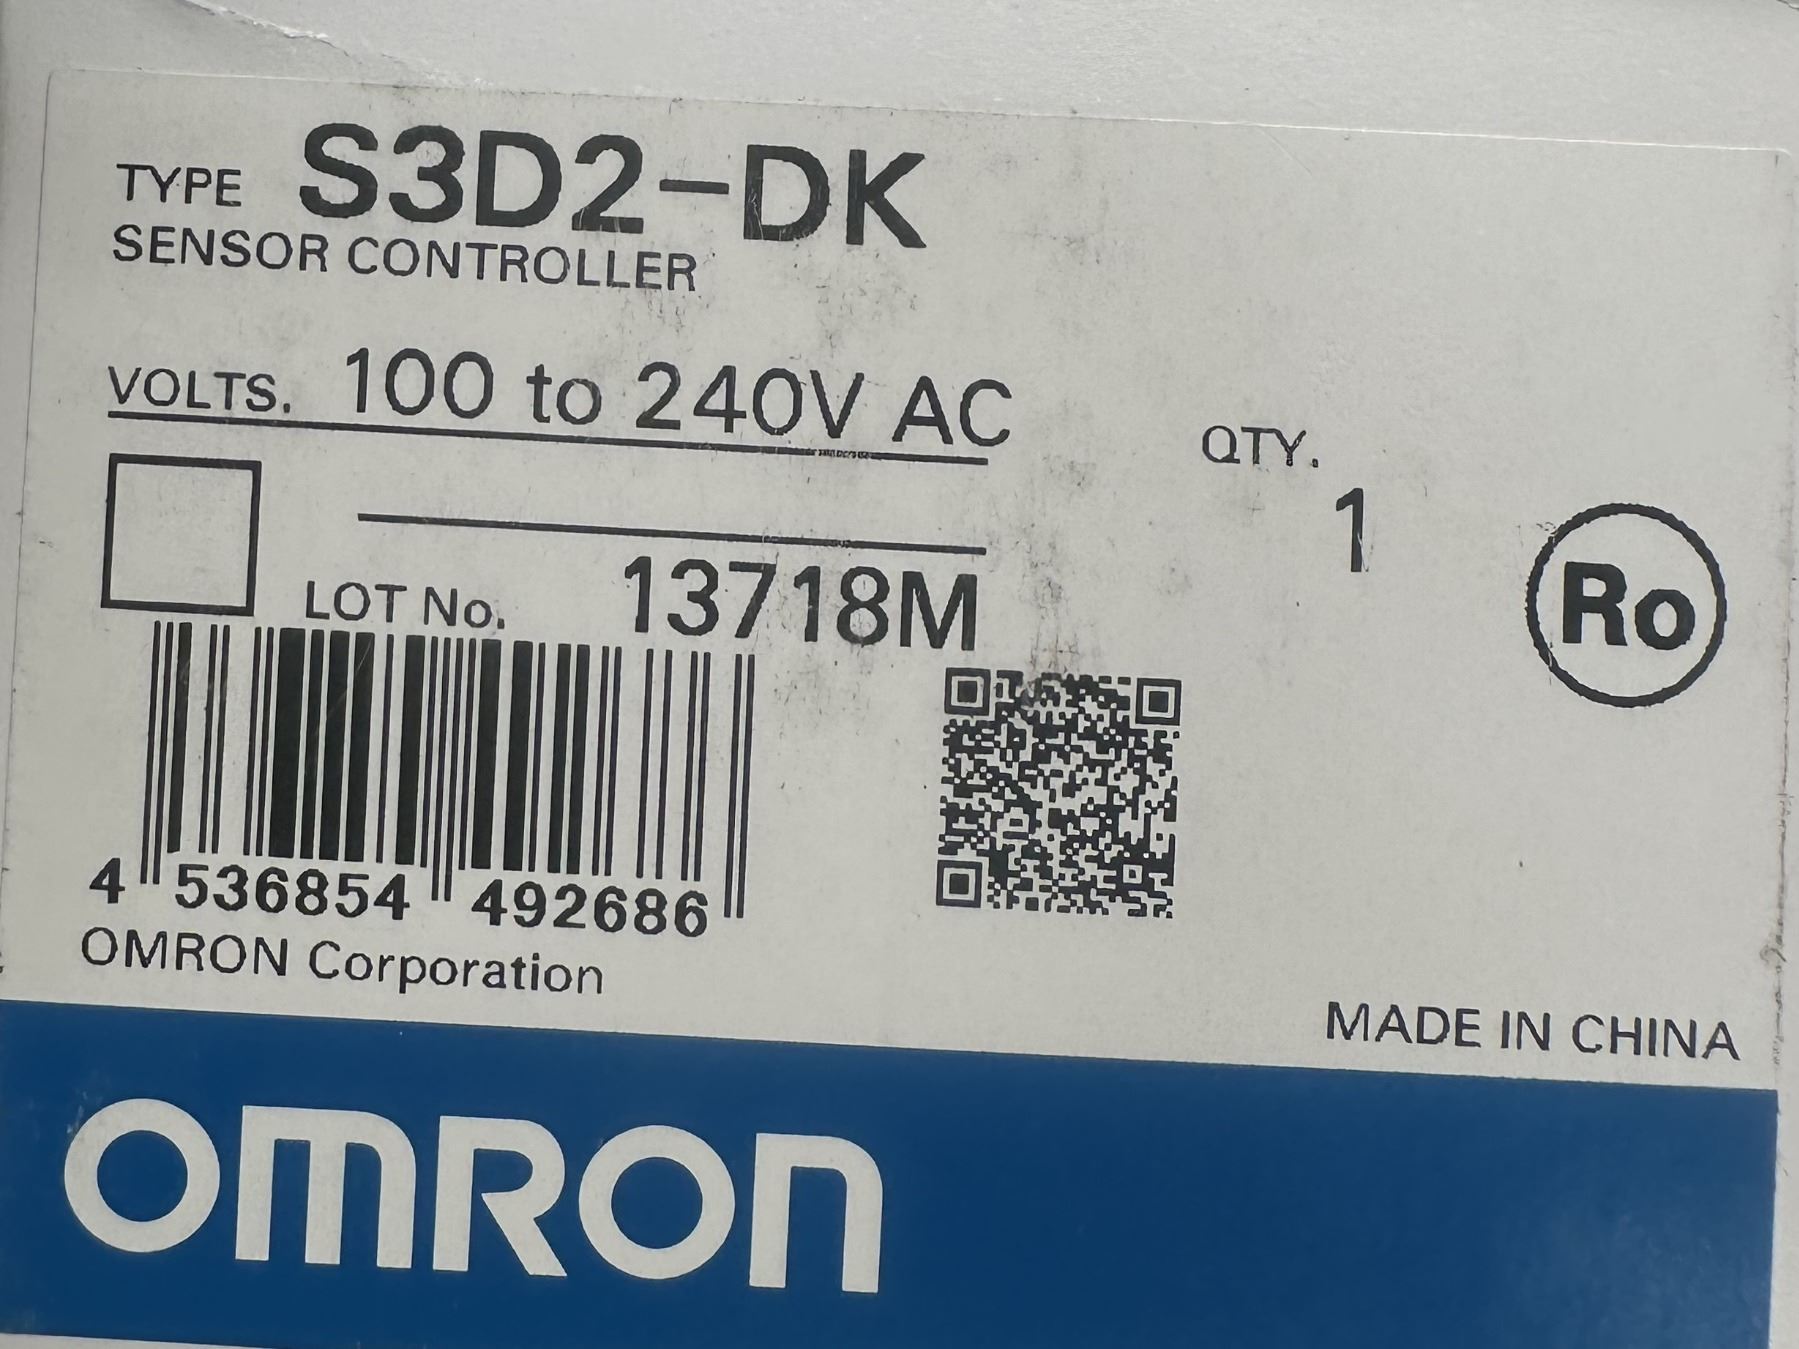 TYPE S3D2-DK
SENSOR CONTROLLER
VOLTS. 100 to 240V AC
QTY.
1
LOT No. 13718M
Ro
4 536854 492686
OMRON Corporation
MADE IN CHINA
OMRON